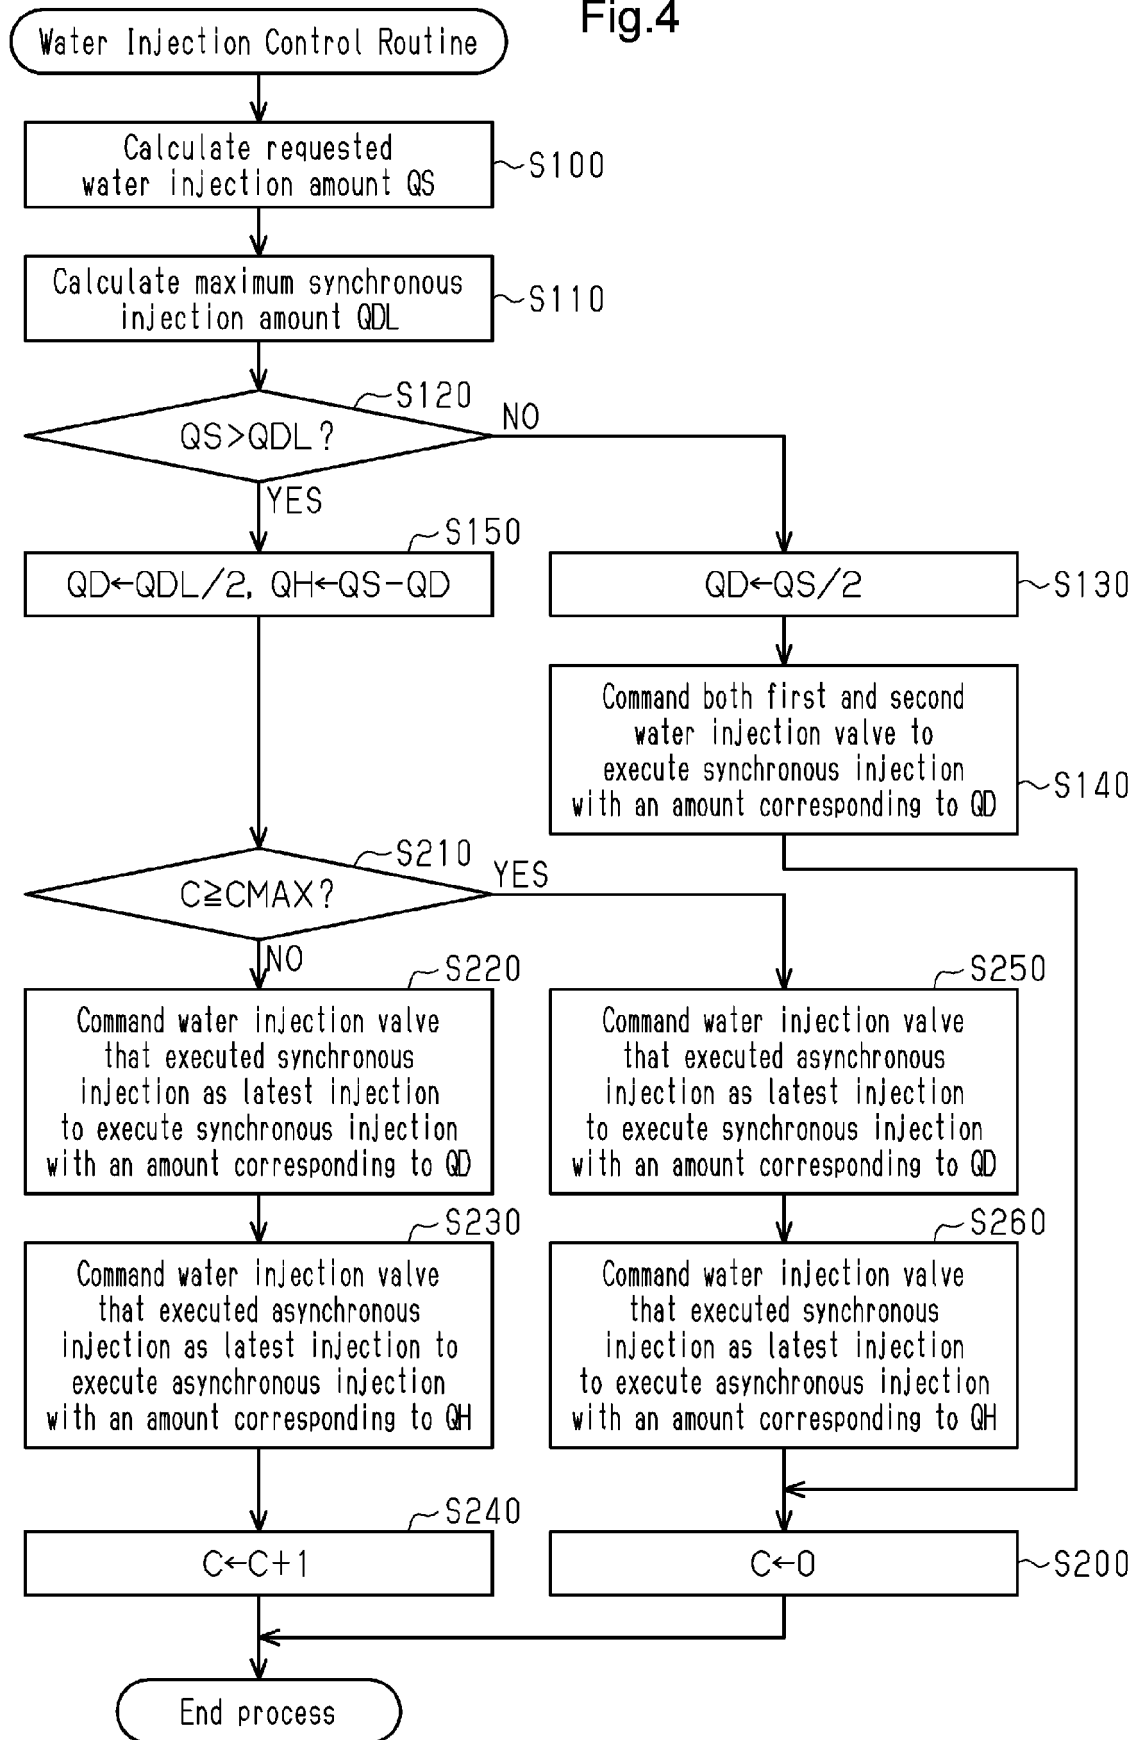 Fig.4
Water Injection Control Routine
Calculate requested
water injection amount QS
S100
Calculate maximum synchronous
injection amount QDL
S110
S120
QS>QDL?
NO
YES
S150
QD←QDL/2, QH←QS-QD
QD←QS/2
S130
Command both first and second
water injection valve to
execute synchronous injection
with an amount corresponding to QD
S140
S210
C≧CMAX?
YES
NO
S220
Command water injection valve
that executed synchronous
injection as latest injection
to execute synchronous injection
with an amount corresponding to QD
S250
Command water injection valve
that executed asynchronous
injection as latest injection
to execute synchronous injection
with an amount corresponding to QD
S230
Command water injection valve
that executed asynchronous
injection as latest injection to
execute asynchronous injection
with an amount corresponding to QH
S260
Command water injection valve
that executed synchronous
injection as latest injection
to execute asynchronous injection
with an amount corresponding to QH
S240
C←C+1
C←0
S200
End process